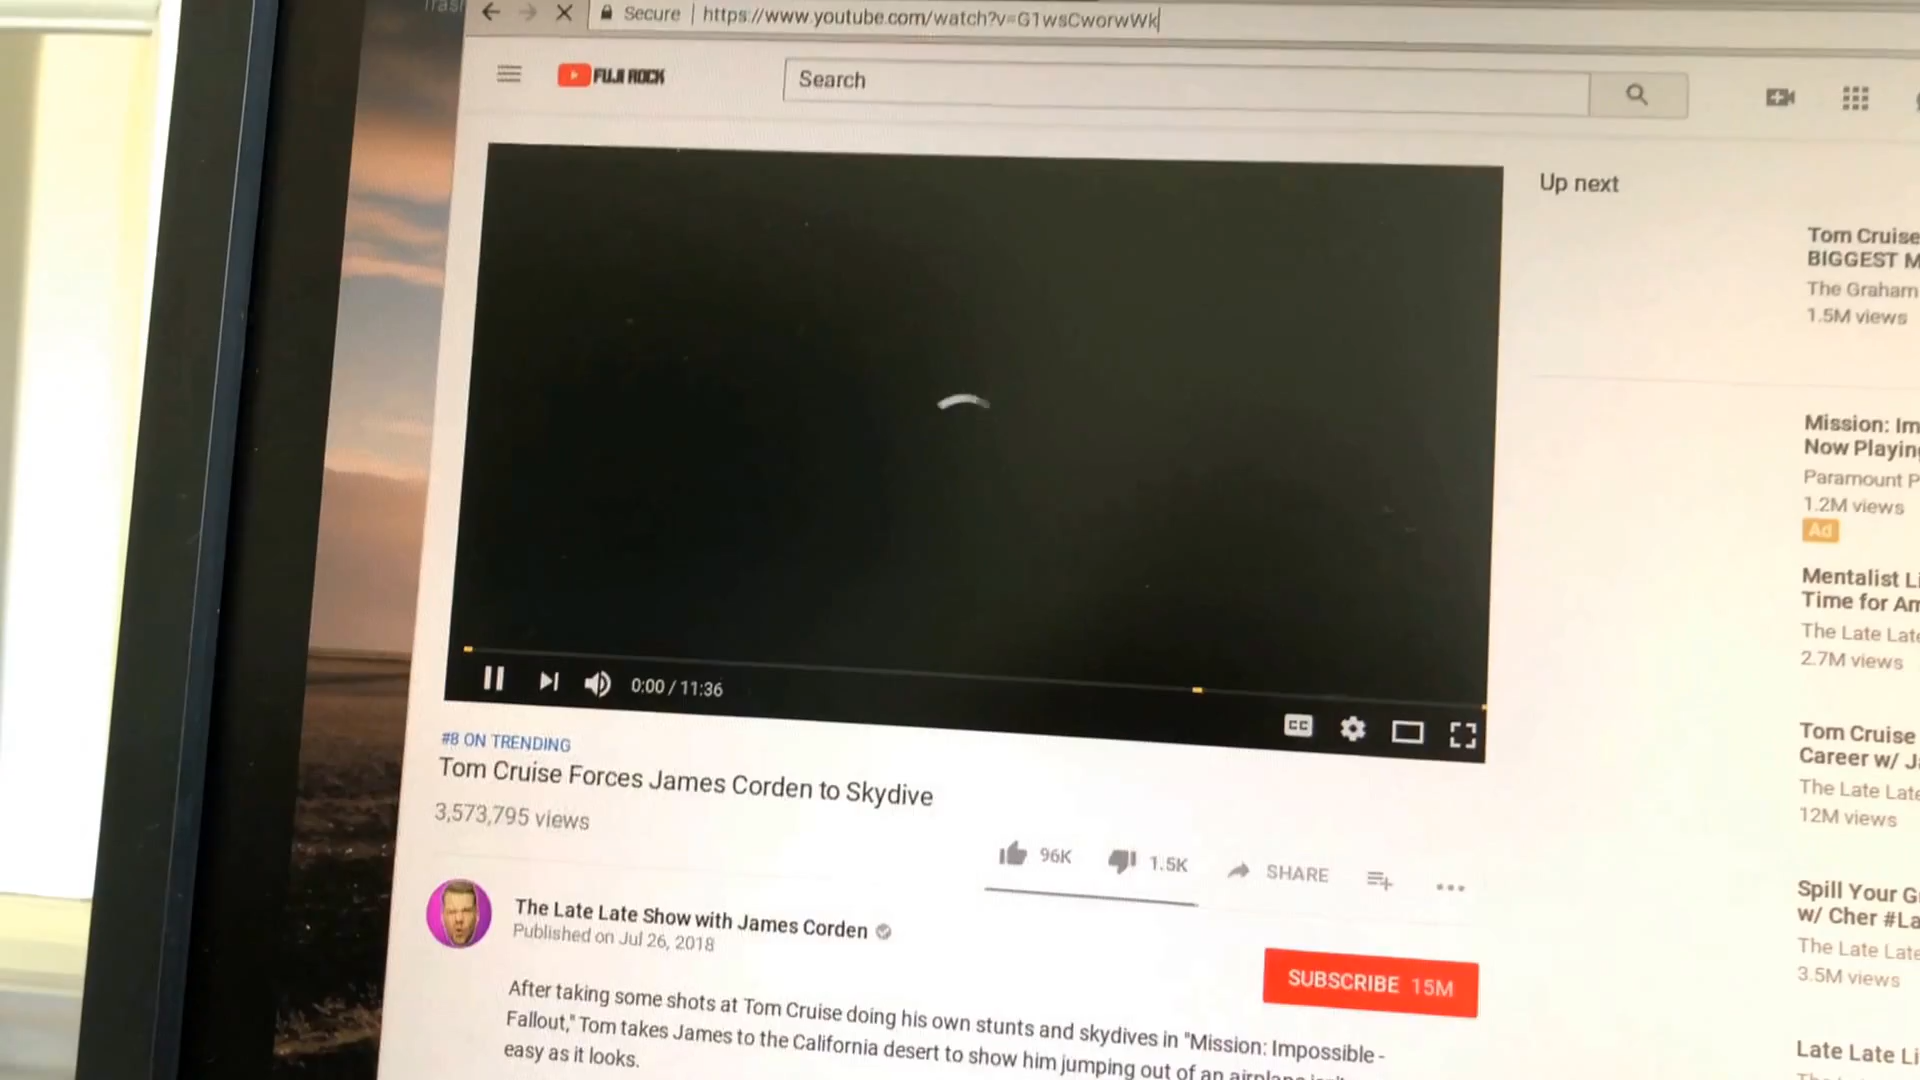 Secure | https://www.youtube.com/watch?v=G1wsCworwWk
FUJI ROCK
Search
Up next
Tom Cruise
BIGGEST M
The Graham
1.5M views
Mission: Im
Now Playing
Paramount P
1.2M views
Ad
Mentalist Li
Time for Am
The Late Late
2.7M views
Tom Cruise
Career w/ J
The Late Late
12M views
Spill Your G
w/ Cher #La
The Late Late
3.5M views
Late Late Li
0:00 / 11:36
CC
#8 ON TRENDING
Tom Cruise Forces James Corden to Skydive
3,573,795 views
96K
1.5K
SHARE
The Late Late Show with James Corden
Published on Jul 26, 2018
SUBSCRIBE 15M
After taking some shots at Tom Cruise doing his own stunts and skydives in "Mission: Impossible -
Fallout," Tom takes James to the California desert to show him jumping out of an airplane isn't
easy as it looks.